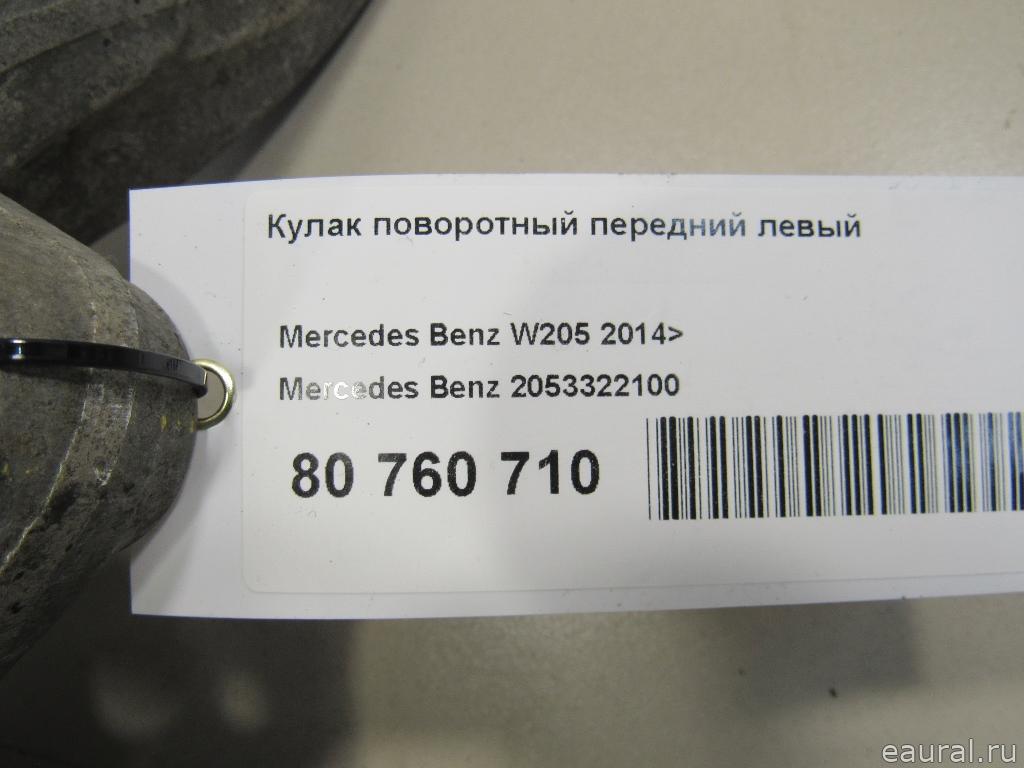 Кулак поворотный передний левый
Mercedes Benz W205 2014>
Mercedes Benz 2053322100
80 760 710
eaural.ru